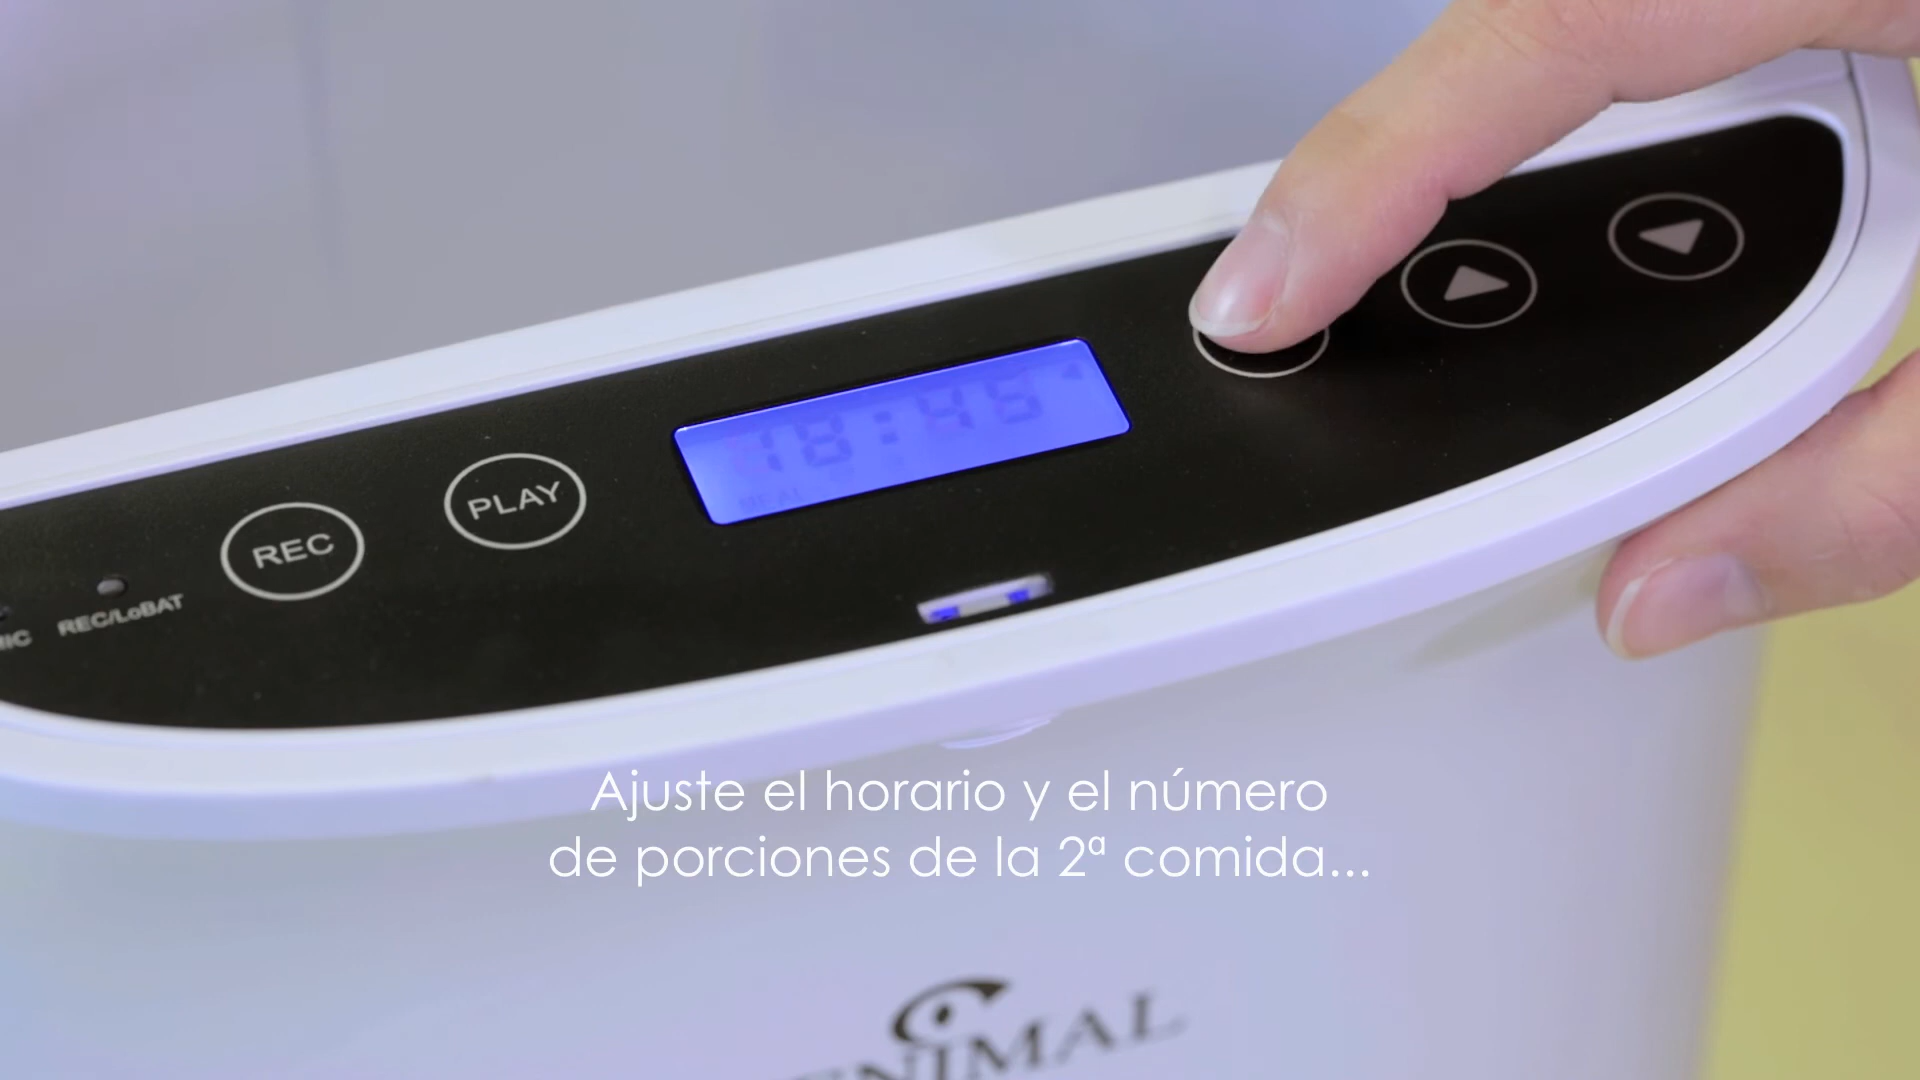 18:45
REC
PLAY
REC/LoBAT
Ajuste el horario y el número
de porciones de la 2ª comida...